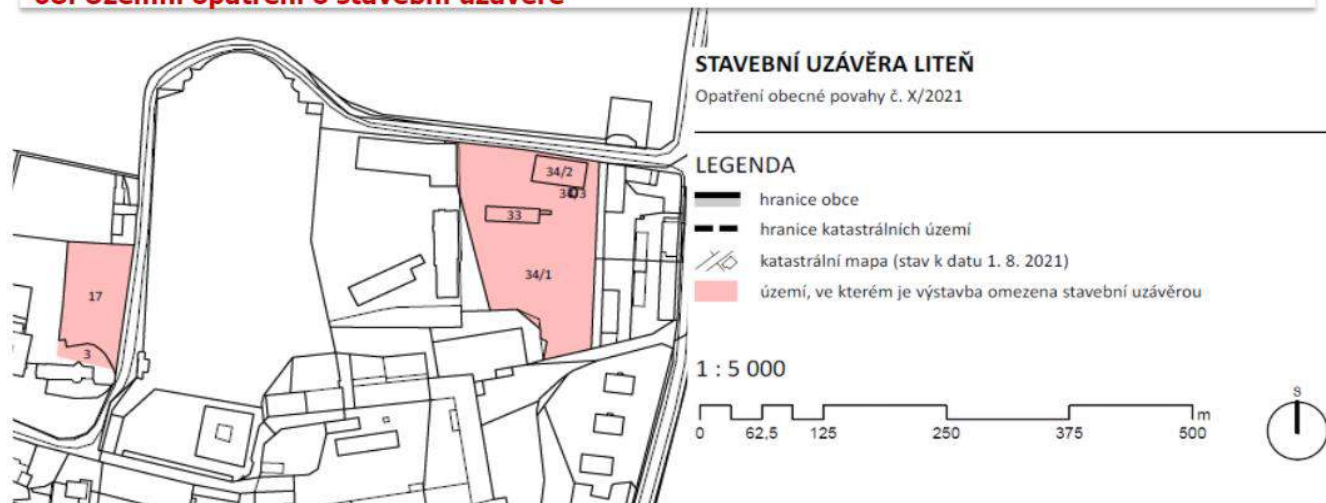 STAVEBNÍ UZÁVĚRA LITEŇ
Opatření obecné povahy č. X/2021
LEGENDA
hranice obce
hranice katastrálních území
katastrální mapa (stav k datu 1. 8. 2021)
území, ve kterém je výstavba omezena stavební uzávěrou
1 : 5 000
0 62,5 125 250 375 500 m
S
34/2
33
34/1
17
3